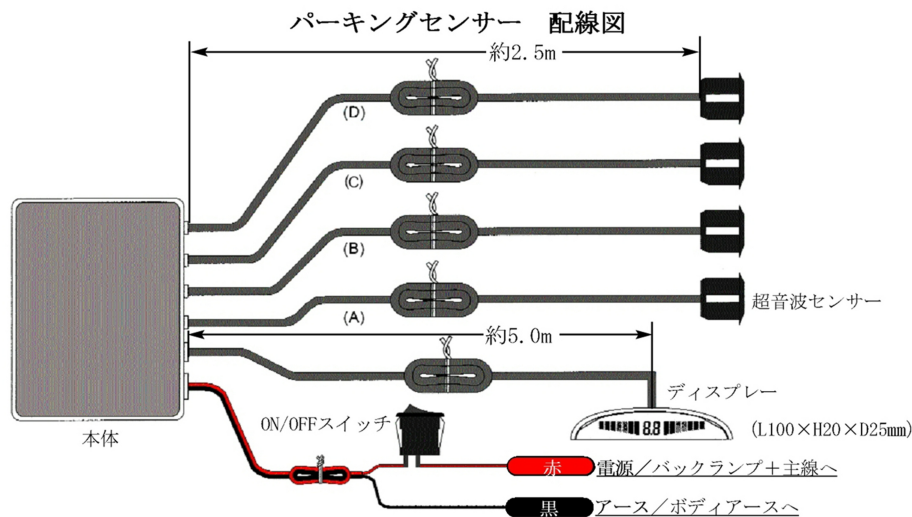 パーキングセンサー 配線図
約2.5m
(D)
(C)
(B)
(A)
超音波センサー
約5.0m
ディスプレー
8.8
(L100×H20×D25mm)
本体
ON/OFFスイッチ
赤 電源/バックランプ+主線へ
黒 アース/ボディアースへ